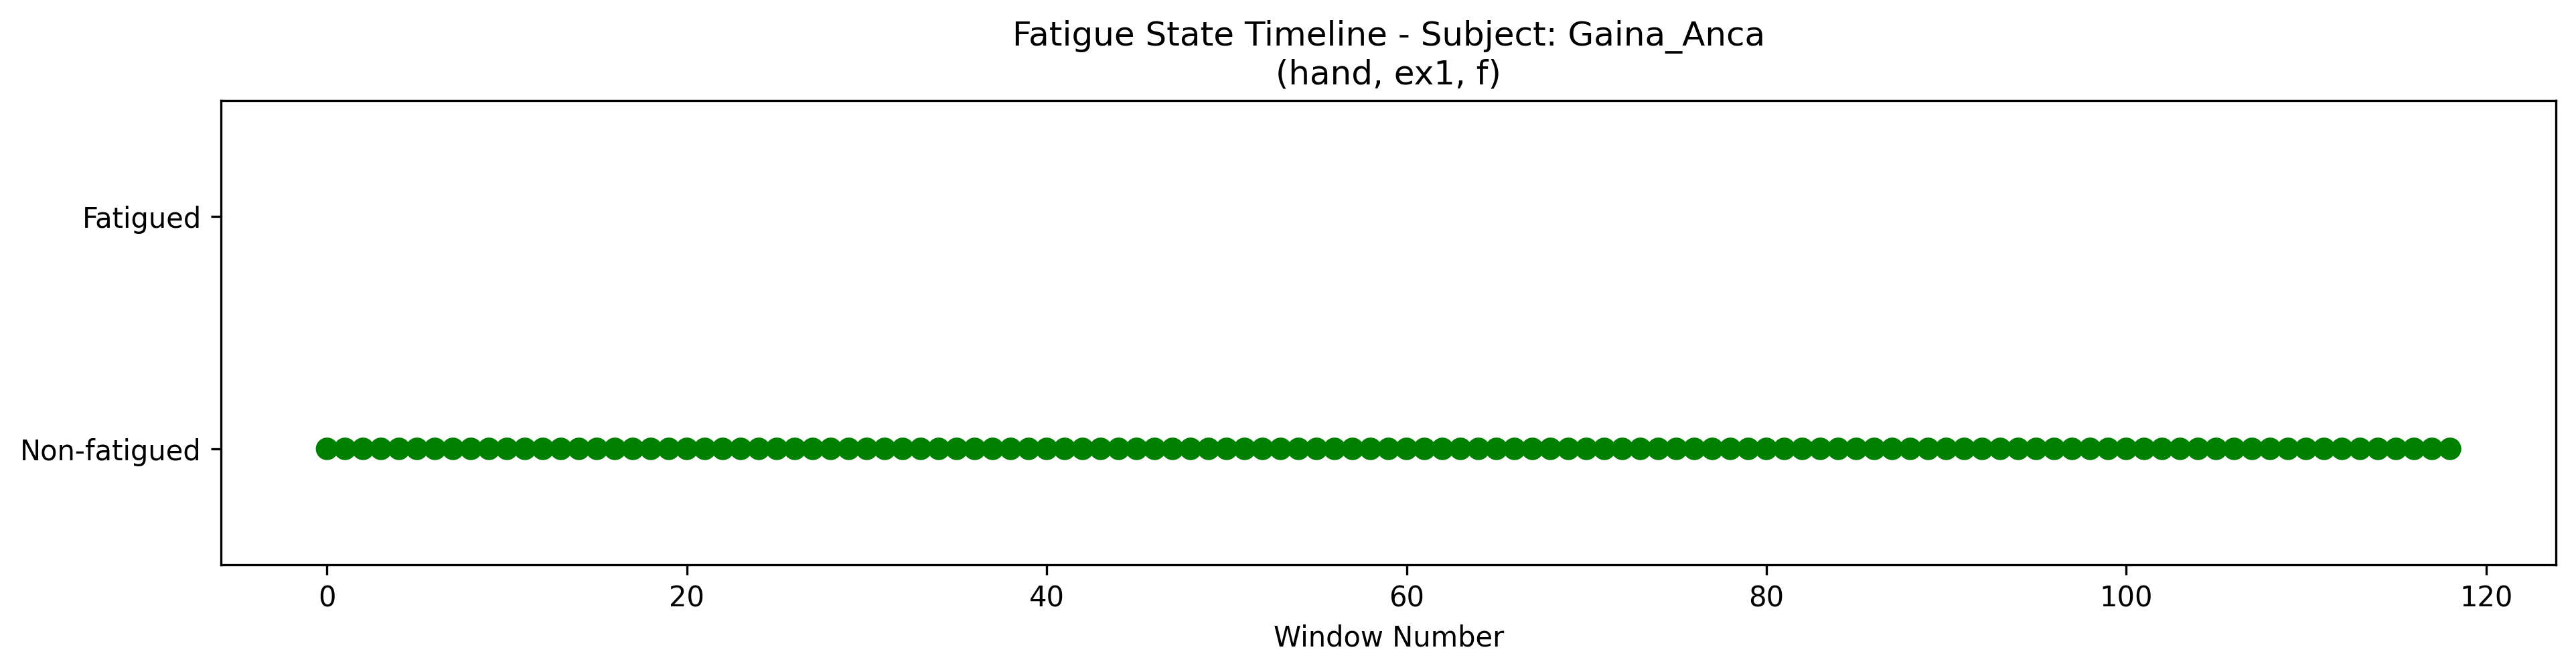 Fatigue State Timeline - Subject: Gaina_Anca
(hand, ex1, f)
Fatigued
Non-fatigued
0 20 40 60 80 100 120
Window Number